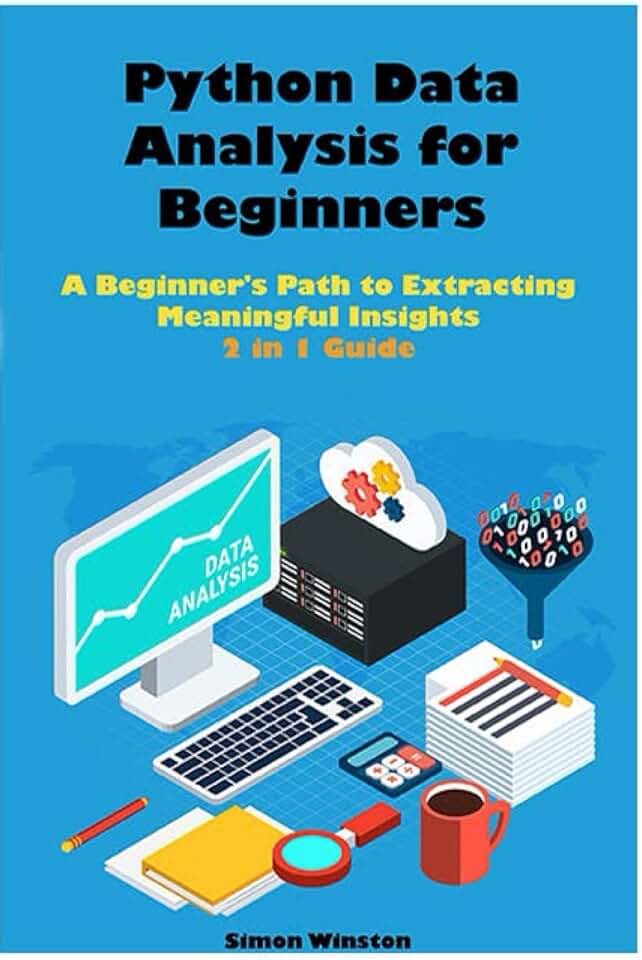 Python Data
Analysis for
Beginners
A Beginner's Path to Extracting
Meaningful Insights
2 in 1 Guide
DATA
ANALYSIS
Simon Winston